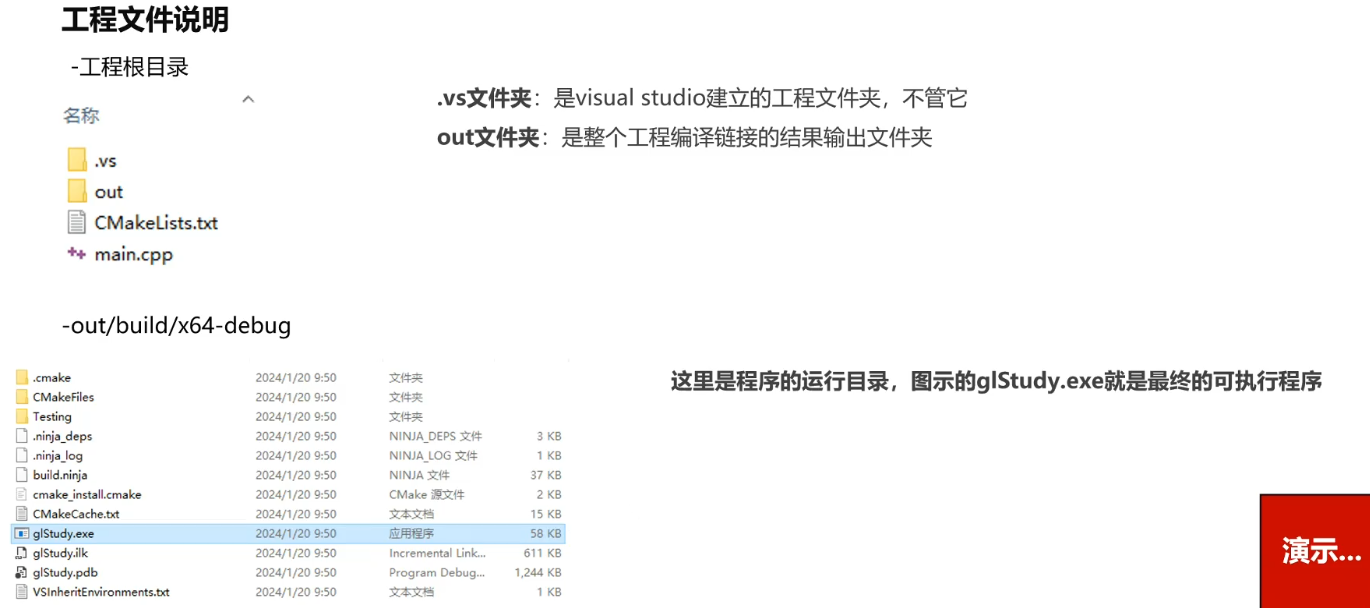 工程文件说明
-工程根目录
名称
.vs
out
CMakeLists.txt
main.cpp
.vs文件夹：是visual studio建立的工程文件夹，不管它
out文件夹：是整个工程编译链接的结果输出文件夹
-out/build/x64-debug
.cmake 2024/1/20 9:50 文件夹
CMakeFiles 2024/1/20 9:50 文件夹
Testing 2024/1/20 9:50 文件夹
.ninja_deps 2024/1/20 9:50 NINJA_DEPS 文件 3 KB
.ninja_log 2024/1/20 9:50 NINJA_LOG 文件 1 KB
build.ninja 2024/1/20 9:50 NINJA 文件 37 KB
cmake_install.cmake 2024/1/20 9:50 CMake 源文件 2 KB
CMakeCache.txt 2024/1/20 9:50 文本文档 15 KB
glStudy.exe 2024/1/20 9:50 应用程序 58 KB
glStudy.ilk 2024/1/20 9:50 Incremental Link... 611 KB
glStudy.pdb 2024/1/20 9:50 Program Debug... 1,244 KB
VSInheritEnvironments.txt 2024/1/20 9:50 文本文档 1 KB
这里是程序的运行目录，图示的glStudy.exe就是最终的可执行程序
演示...